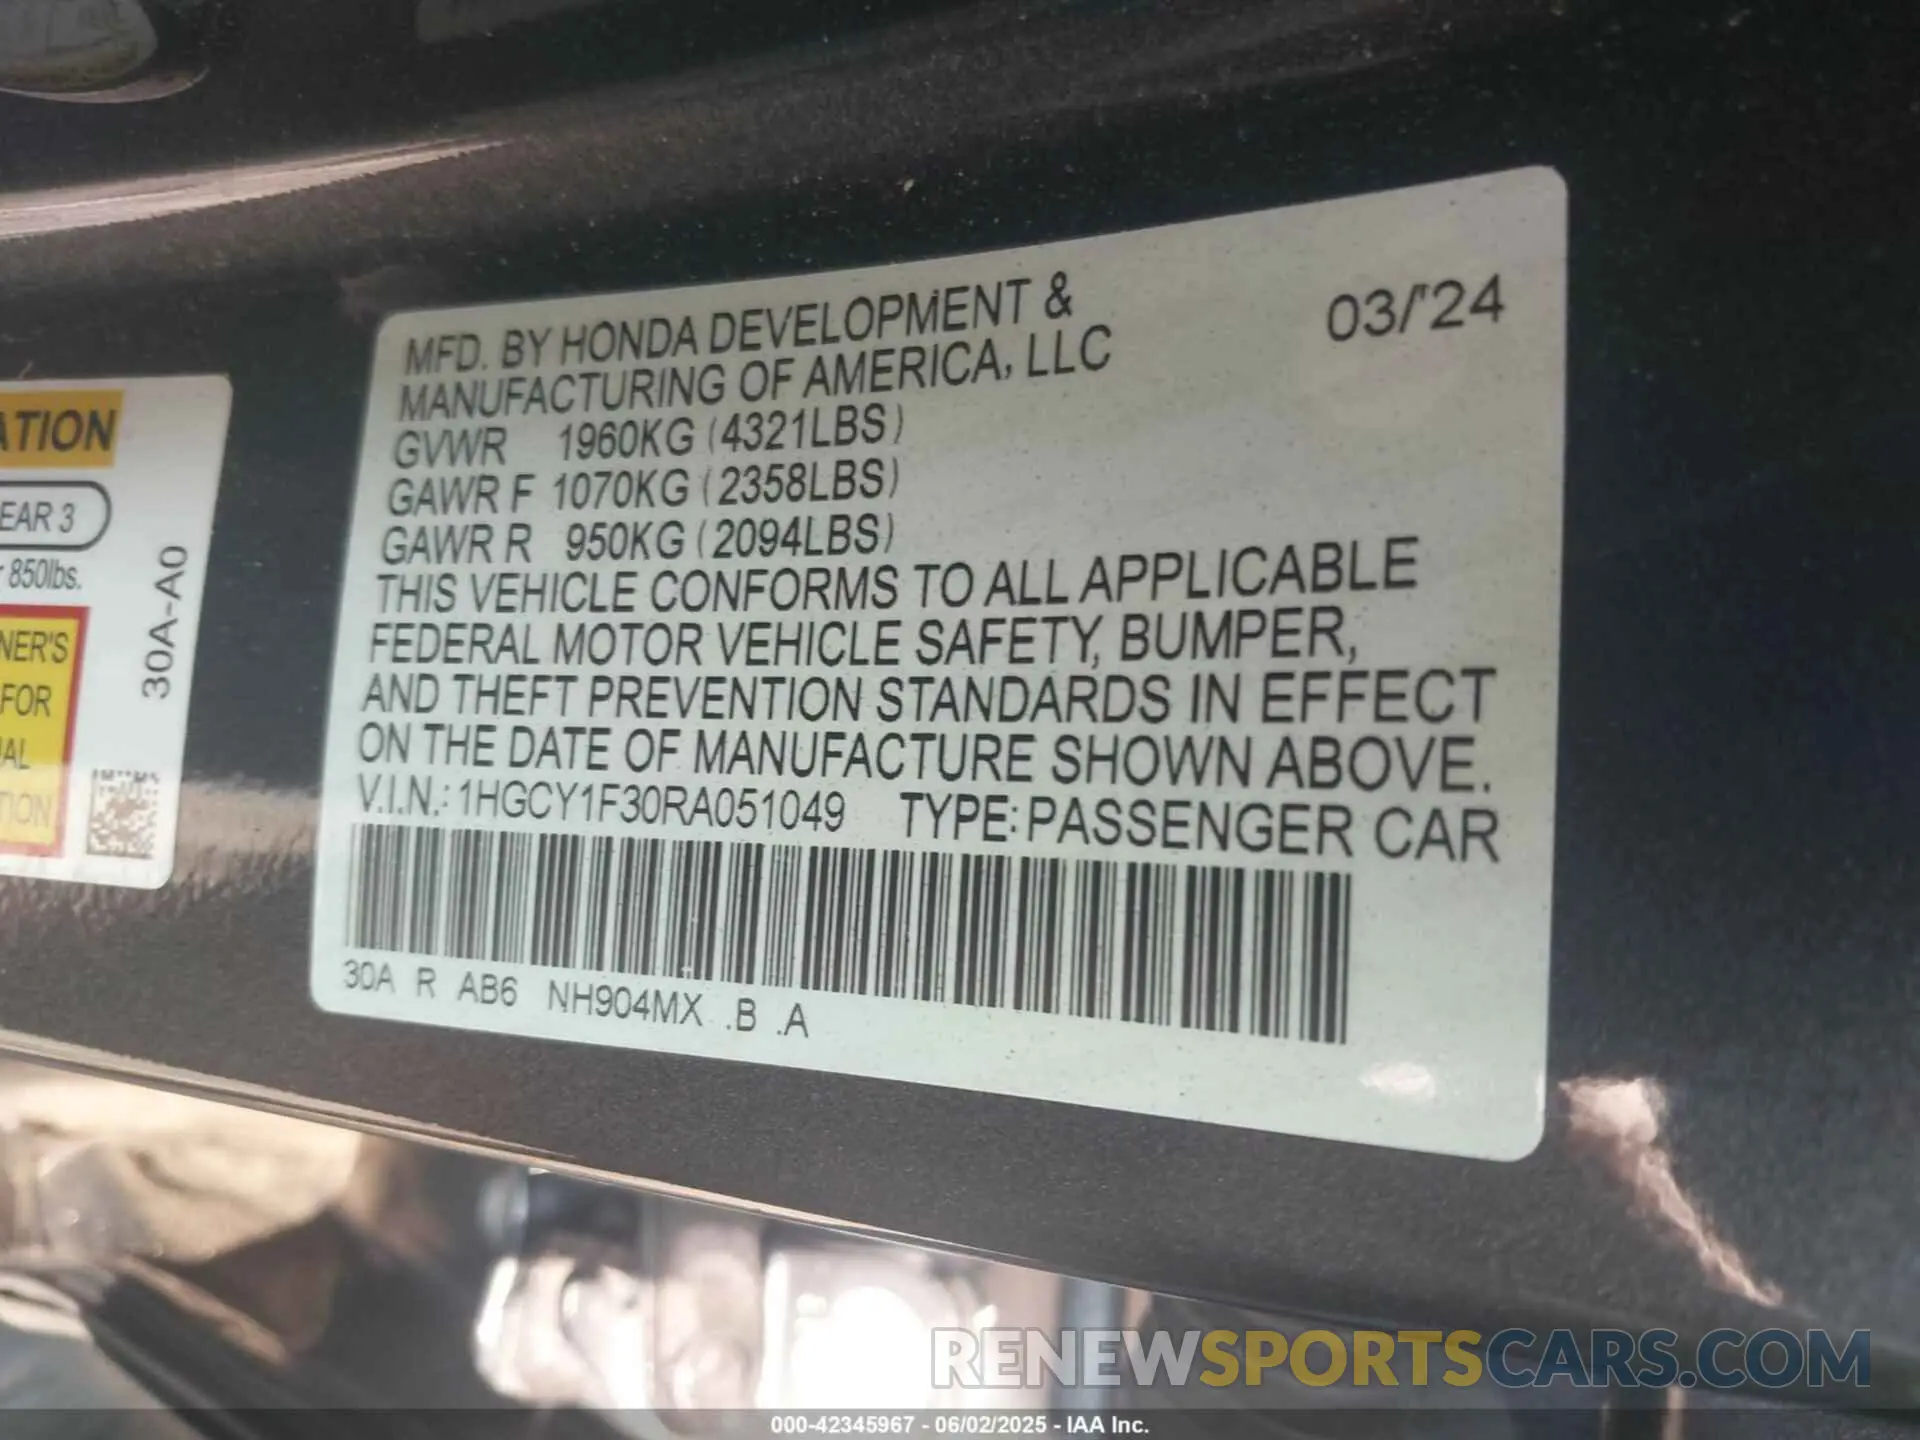 MFD. BY HONDA DEVELOPMENT &
MANUFACTURING OF AMERICA, LLC
03/'24
GVWR 1960KG (4321LBS)
GAWR F 1070KG (2358LBS)
GAWR R 950KG (2094LBS)
THIS VEHICLE CONFORMS TO ALL APPLICABLE
FEDERAL MOTOR VEHICLE SAFETY, BUMPER,
AND THEFT PREVENTION STANDARDS IN EFFECT
ON THE DATE OF MANUFACTURE SHOWN ABOVE.
V.I.N.: 1HGCY1F30RA051049 TYPE: PASSENGER CAR
30A R AB6 NH904MX .B .A
ATION
EAR 3
850lbs.
NER'S
FOR
AL
TION
30A-A0
RENEWSPORTSCARS.COM
000-42345967 - 06/02/2025 - IAA Inc.